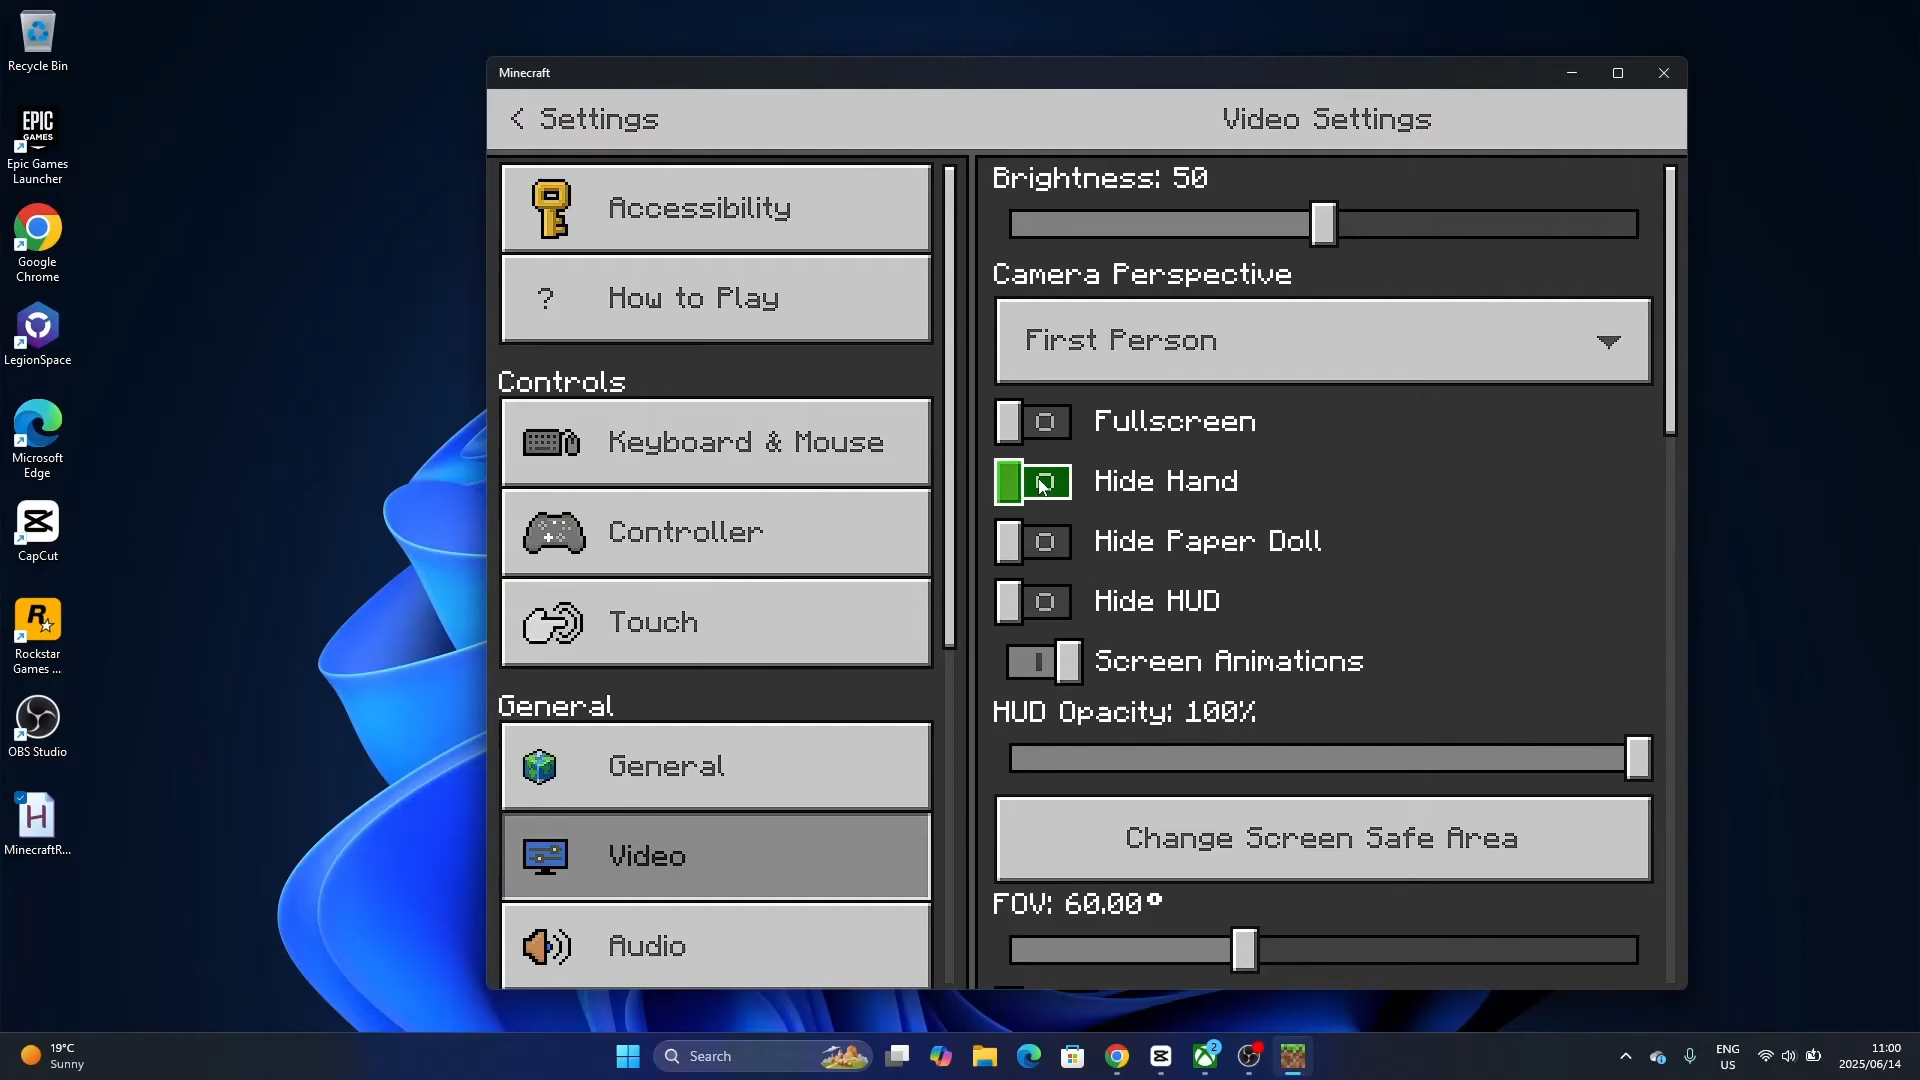 Recycle Bin
EPIC
GAMES
Epic Games
Launcher
Google
Chrome
LegionSpace
Microsoft
Edge
CapCut
Rockstar
Games ...
OBS Studio
MinecraftR...
Minecraft
< Settings
Video Settings
Accessibility
? How to Play
Controls
Keyboard & Mouse
Controller
Touch
General
General
Video
Audio
Brightness: 50
Camera Perspective
First Person
Fullscreen
Hide Hand
Hide Paper Doll
Hide HUD
Screen Animations
HUD Opacity: 100%
Change Screen Safe Area
FOV: 60.00°
19°C
Sunny
Search
2
ENG
US
11:00
2025/06/14